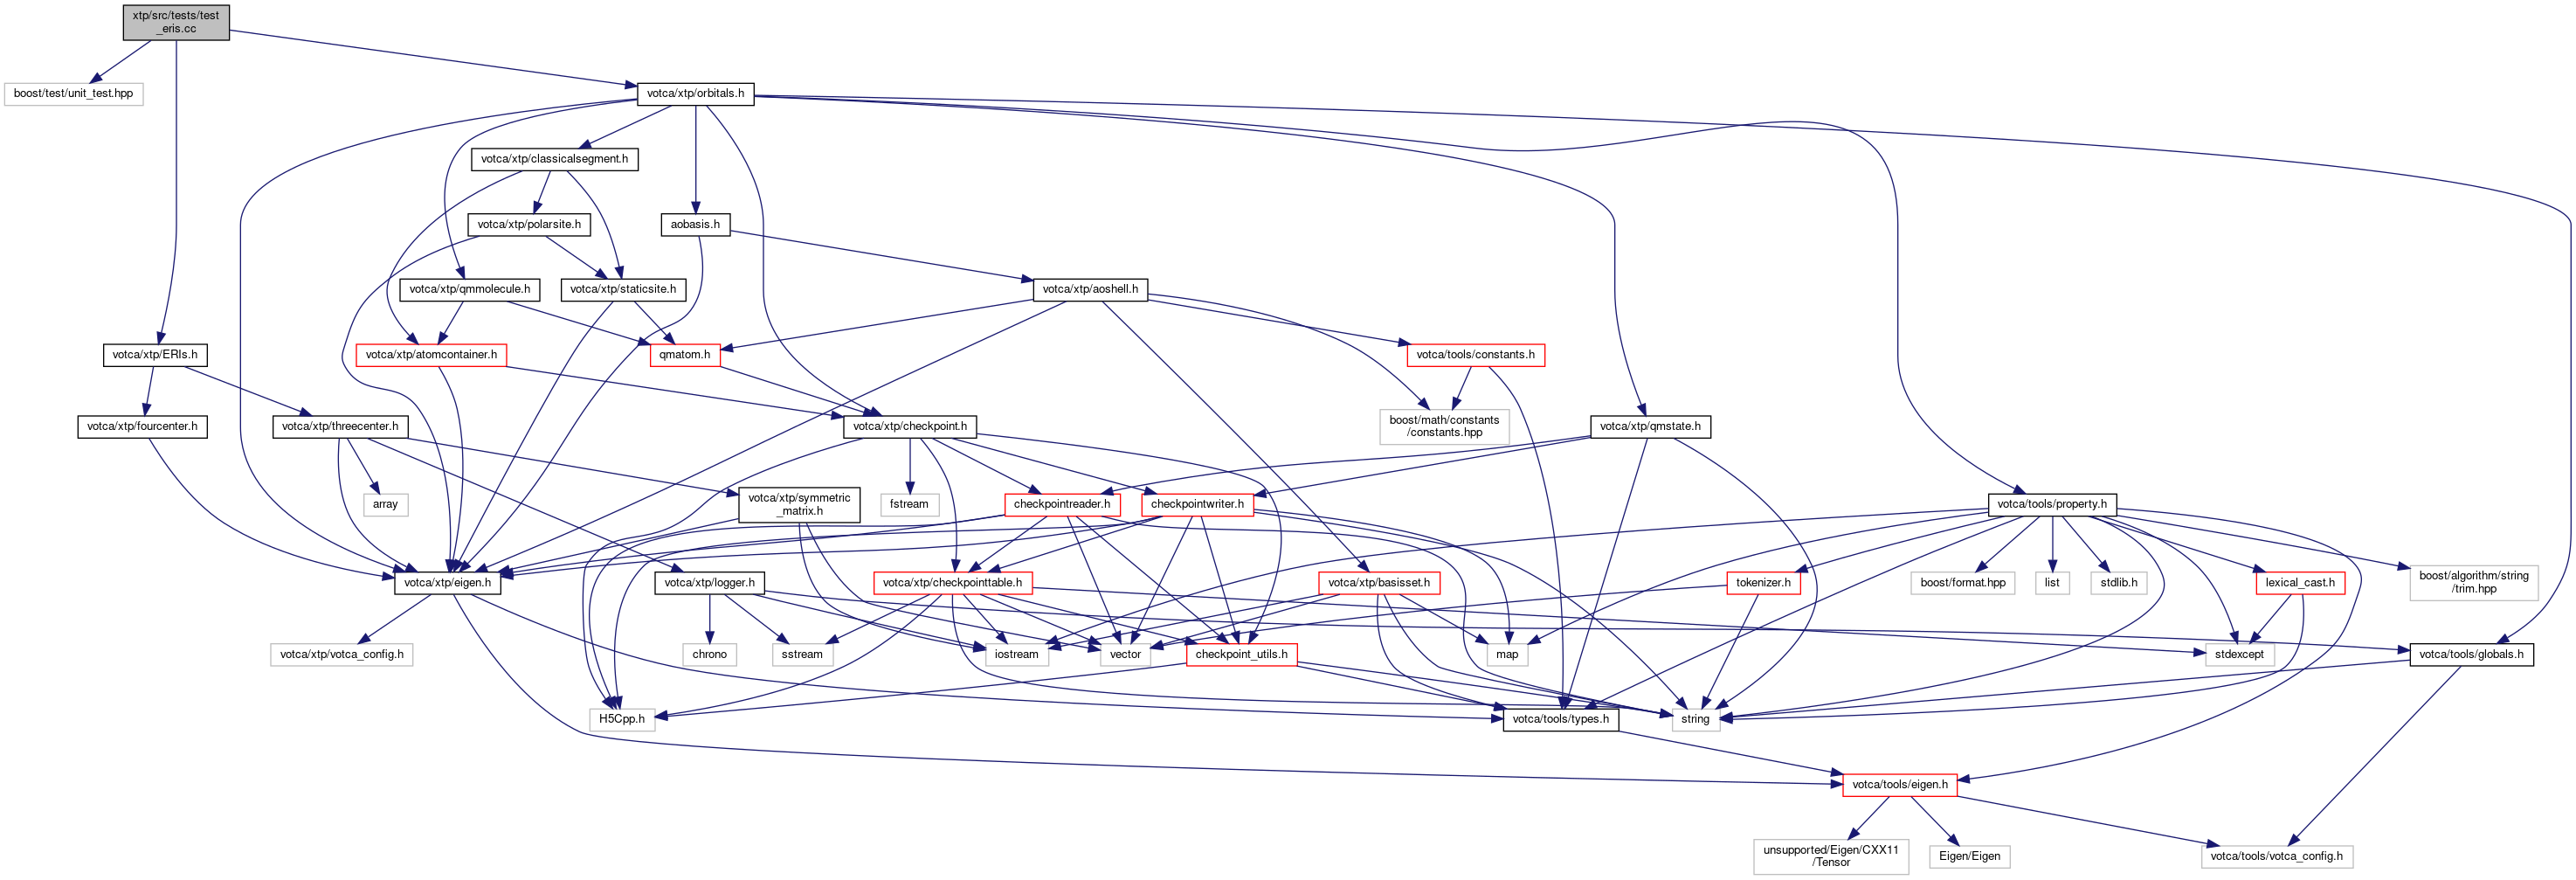 xtp/src/tests/test
_eris.cc
boost/test/unit_test.hpp
votca/xtp/orbitals.h
votca/xtp/classicalsegment.h
votca/xtp/polarsite.h
aobasis.h
votca/xtp/qmmolecule.h
votca/xtp/staticsite.h
votca/xtp/aoshell.h
votca/xtp/ERIs.h
votca/xtp/atomcontainer.h
qmatom.h
votca/tools/constants.h
votca/xtp/fourcenter.h
votca/xtp/threecenter.h
votca/xtp/checkpoint.h
boost/math/constants
/constants.hpp
votca/xtp/qmstate.h
array
votca/xtp/symmetric
_matrix.h
fstream
checkpointreader.h
checkpointwriter.h
votca/tools/property.h
votca/xtp/eigen.h
votca/xtp/logger.h
votca/xtp/checkpointtable.h
votca/xtp/basisset.h
tokenizer.h
boost/format.hpp
list
stdlib.h
lexical_cast.h
boost/algorithm/string
/trim.hpp
votca/xtp/votca_config.h
chrono
sstream
iostream
vector
checkpoint_utils.h
map
stdexcept
votca/tools/globals.h
H5Cpp.h
votca/tools/types.h
string
votca/tools/eigen.h
unsupported/Eigen/CXX11
/Tensor
Eigen/Eigen
votca/tools/votca_config.h